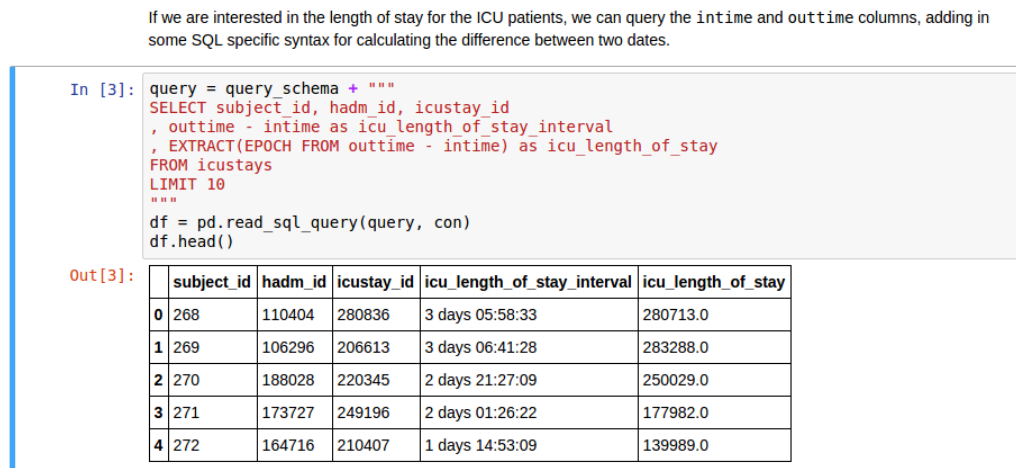 If we are interested in the length of stay for the ICU patients, we can query the intime and outtime columns, adding in
some SQL specific syntax for calculating the difference between two dates.
In [3]: query = query_schema + """
SELECT subject_id, hadm_id, icustay_id
, outtime - intime as icu_length_of_stay_interval
, EXTRACT(EPOCH FROM outtime - intime) as icu_length_of_stay
FROM icustays
LIMIT 10
"""
df = pd.read_sql_query(query, con)
df.head()
Out[3]:
subject_id hadm_id icustay_id icu_length_of_stay_interval icu_length_of_stay
0 268 110404 280836 3 days 05:58:33 280713.0
1 269 106296 206613 3 days 06:41:28 283288.0
2 270 188028 220345 2 days 21:27:09 250029.0
3 271 173727 249196 2 days 01:26:22 177982.0
4 272 164716 210407 1 days 14:53:09 139989.0